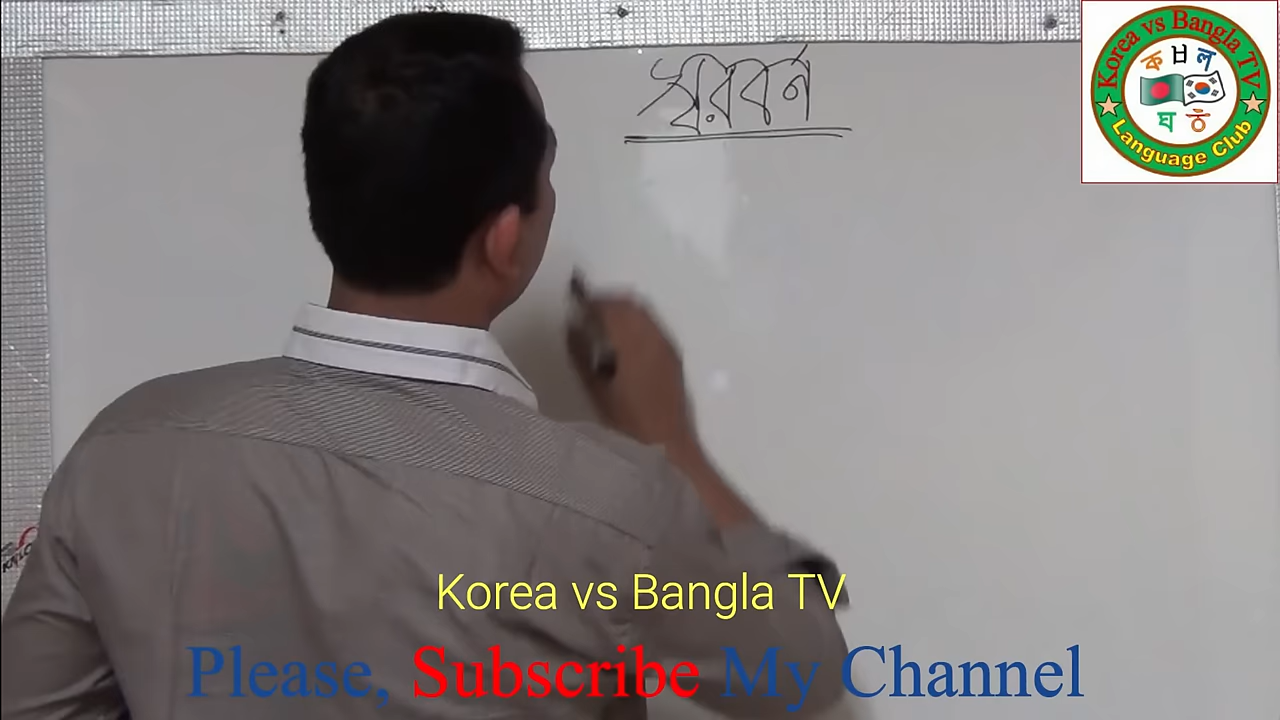 স্বরবর্ন
Korea vs Bangla TV
ক ㅂ ল
ঘ ㅎ
Language Club
Korea vs Bangla TV
Please, Subscribe My Channel